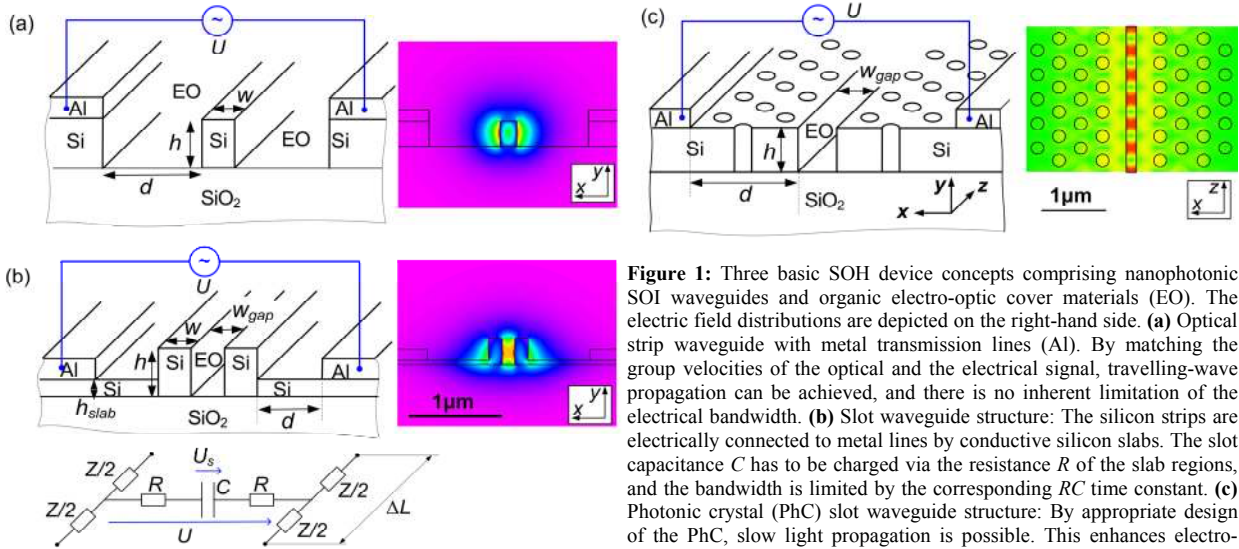 (a)
~
U
EO
w
Al
EO
Si
h
Si
EO
Si
Al
d
SiO2
y
x
(b)
~
U
wgap
w
Si
EO
Si
h
Al
Si
hslab
Si
Al
d
SiO2
1µm
y
x
Us
Z/2
R
C
R
Z/2
Z/2
U
Z/2
ΔL
(c)
~
U
wgap
Al
EO
Al
Si
h
Si
d
SiO2
y
z
x
1µm
z
x
Figure 1: Three basic SOH device concepts comprising nanophotonic
SOI waveguides and organic electro-optic cover materials (EO). The
electric field distributions are depicted on the right-hand side. (a) Optical
strip waveguide with metal transmission lines (Al). By matching the
group velocities of the optical and the electrical signal, travelling-wave
propagation can be achieved, and there is no inherent limitation of the
electrical bandwidth. (b) Slot waveguide structure: The silicon strips are
electrically connected to metal lines by conductive silicon slabs. The slot
capacitance C has to be charged via the resistance R of the slab regions,
and the bandwidth is limited by the corresponding RC time constant. (c)
Photonic crystal (PhC) slot waveguide structure: By appropriate design
of the PhC, slow light propagation is possible. This enhances electro-